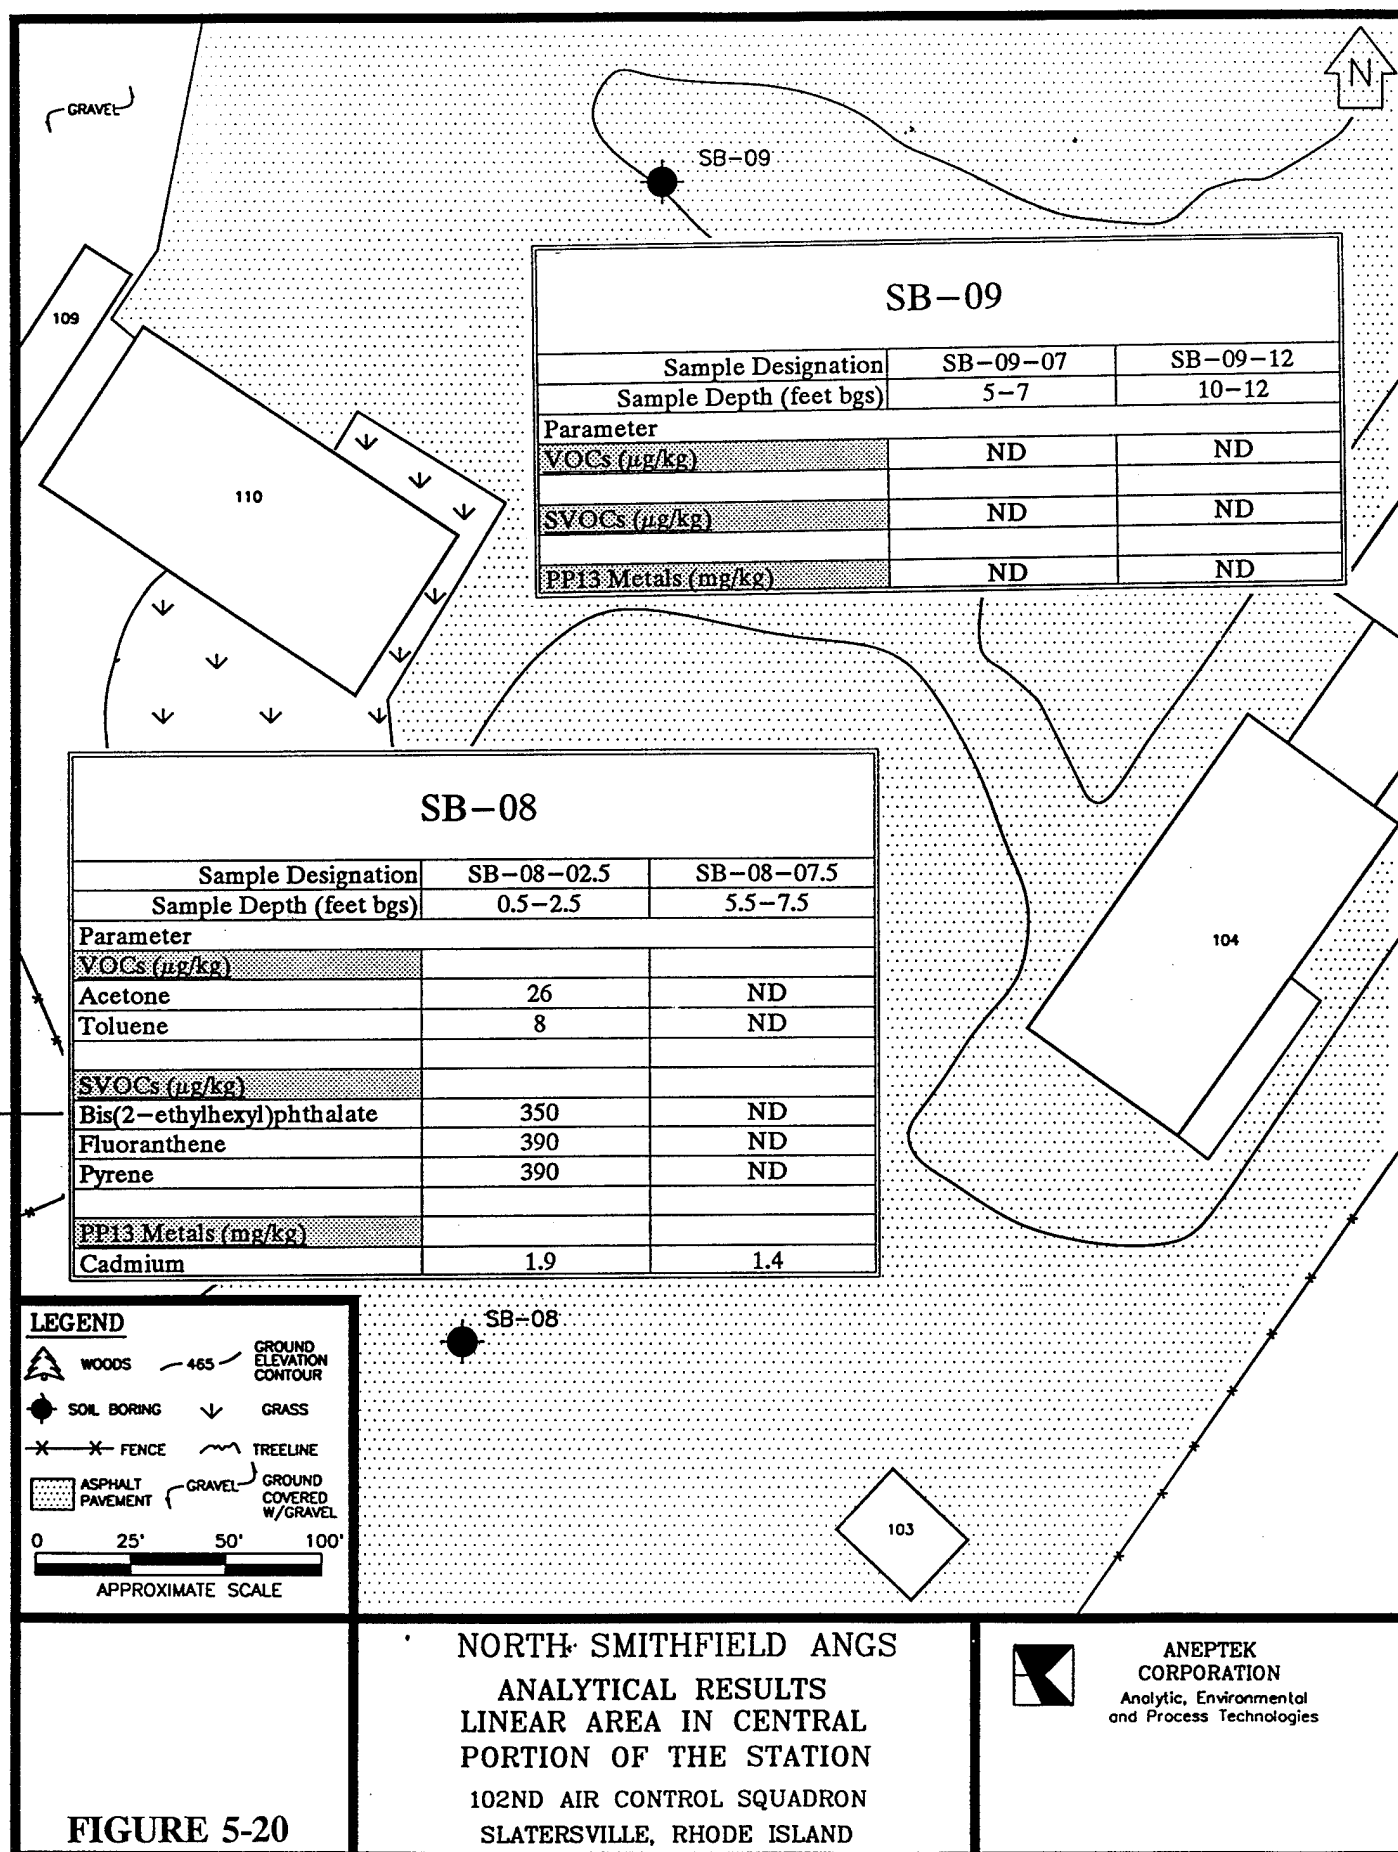 N
GRAVEL
SB-09
109
110
SB-09
Sample Designation SB-09-07 SB-09-12
Sample Depth (feet bgs) 5-7 10-12
Parameter
VOCs (µg/kg) ND ND
SVOCs (µg/kg) ND ND
PP13 Metals (mg/kg) ND ND
SB-08
Sample Designation SB-08-02.5 SB-08-07.5
Sample Depth (feet bgs) 0.5-2.5 5.5-7.5
Parameter
VOCs (µg/kg)
Acetone 26 ND
Toluene 8 ND
SVOCs (µg/kg)
Bis(2-ethylhexyl)phthalate 350 ND
Fluoranthene 390 ND
Pyrene 390 ND
PP13 Metals (mg/kg)
Cadmium 1.9 1.4
104
SB-08
103
LEGEND
WOODS
465
GROUND
ELEVATION
CONTOUR
SOIL BORING
GRASS
FENCE
TREELINE
ASPHALT
PAVEMENT
GRAVEL
GROUND
COVERED
W/GRAVEL
0 25' 50' 100'
APPROXIMATE SCALE
FIGURE 5-20
NORTH SMITHFIELD ANGS
ANALYTICAL RESULTS
LINEAR AREA IN CENTRAL
PORTION OF THE STATION
102ND AIR CONTROL SQUADRON
SLATERSVILLE, RHODE ISLAND
ANEPTEK
CORPORATION
Analytic, Environmental
and Process Technologies